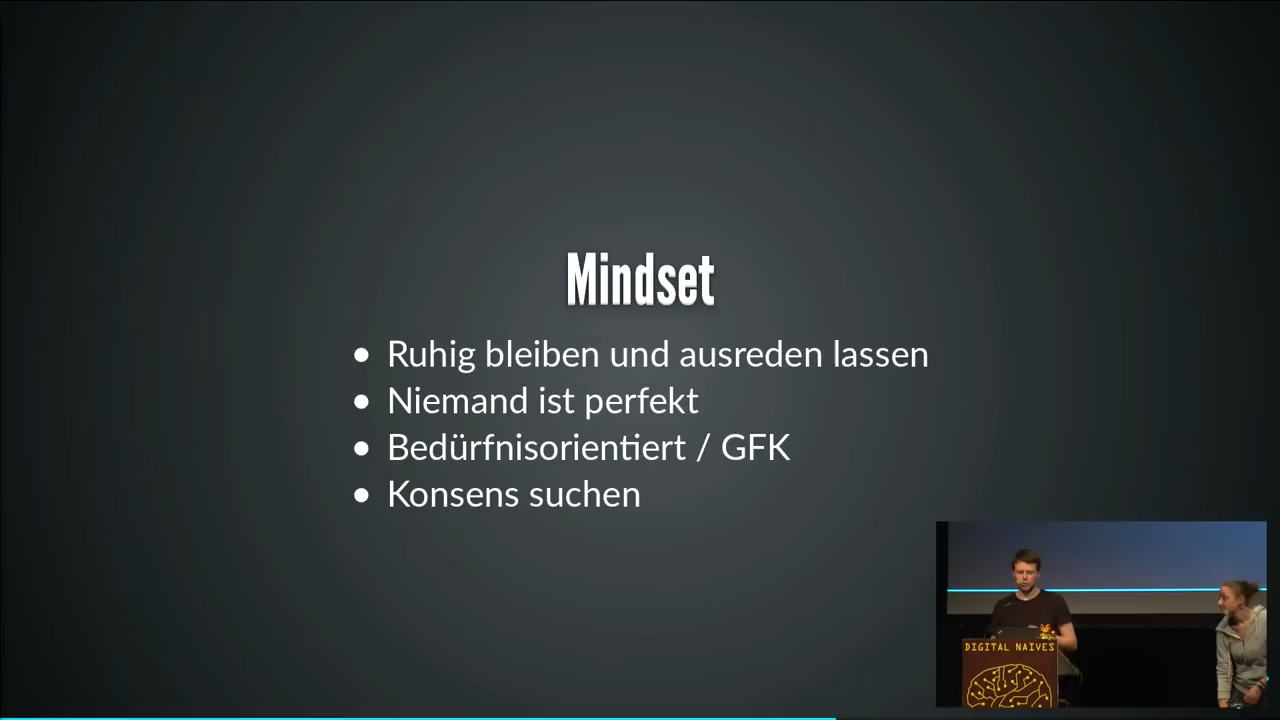 Mindset
Ruhig bleiben und ausreden lassen
Niemand ist perfekt
Bedürfnisorientiert / GFK
Konsens suchen
DIGITAL NAIVES